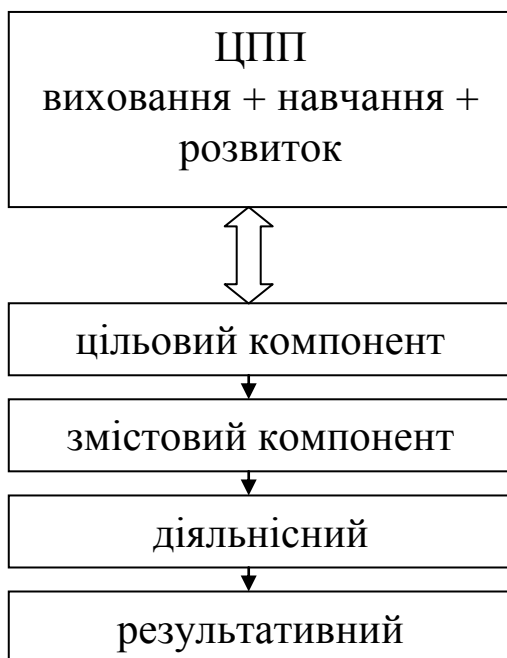 ЦПП
виховання + навчання +
розвиток
цільовий компонент
змістовий компонент
діяльнісний
результативний